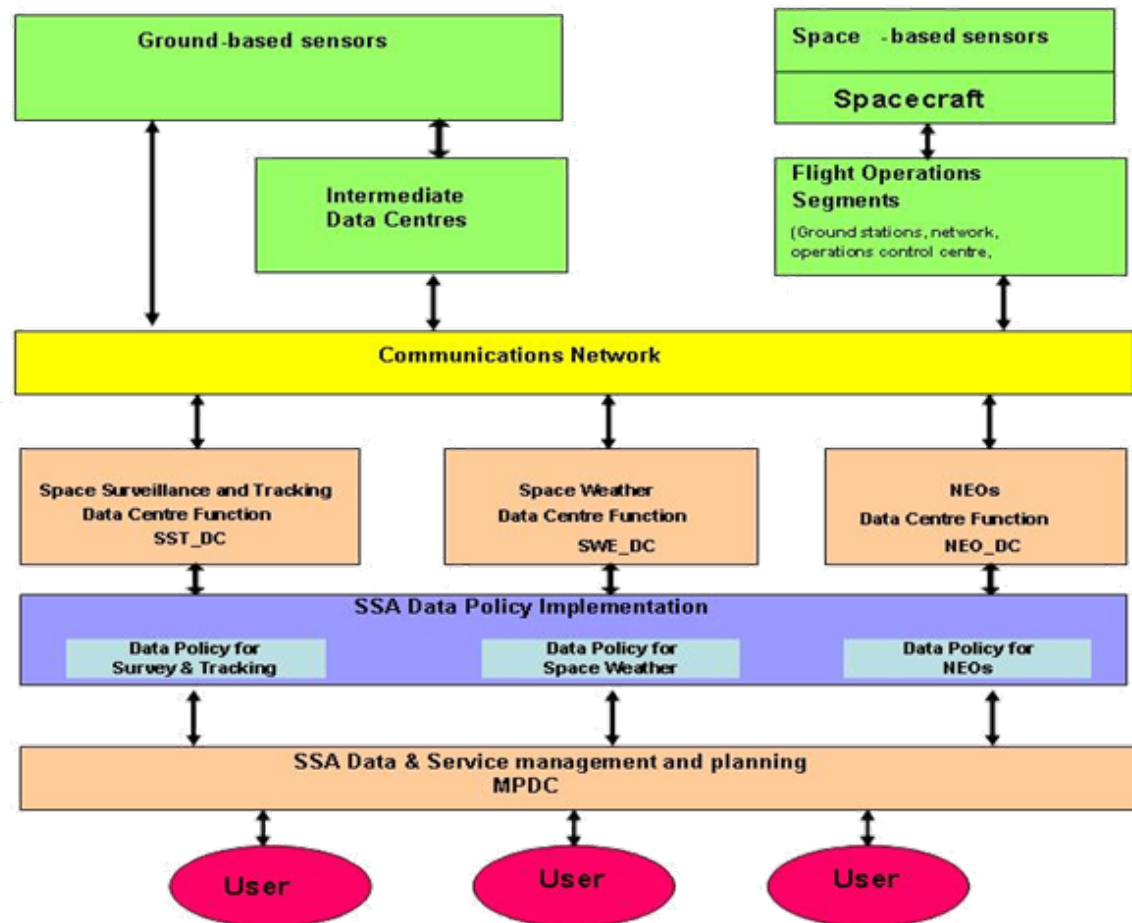 Ground-based sensors
Space -based sensors
Spacecraft
Intermediate
Data Centres
Flight Operations
Segments
(Ground stations, network,
operations control centre,
Communications Network
Space Surveillance and Tracking
Data Centre Function
SST_DC
Space Weather
Data Centre Function
SWE_DC
NEOs
Data Centre Function
NEO_DC
SSA Data Policy Implementation
Data Policy for
Survey & Tracking
Data Policy for
Space Weather
Data Policy for
NEOs
SSA Data & Service management and planning
MPDC
User
User
User